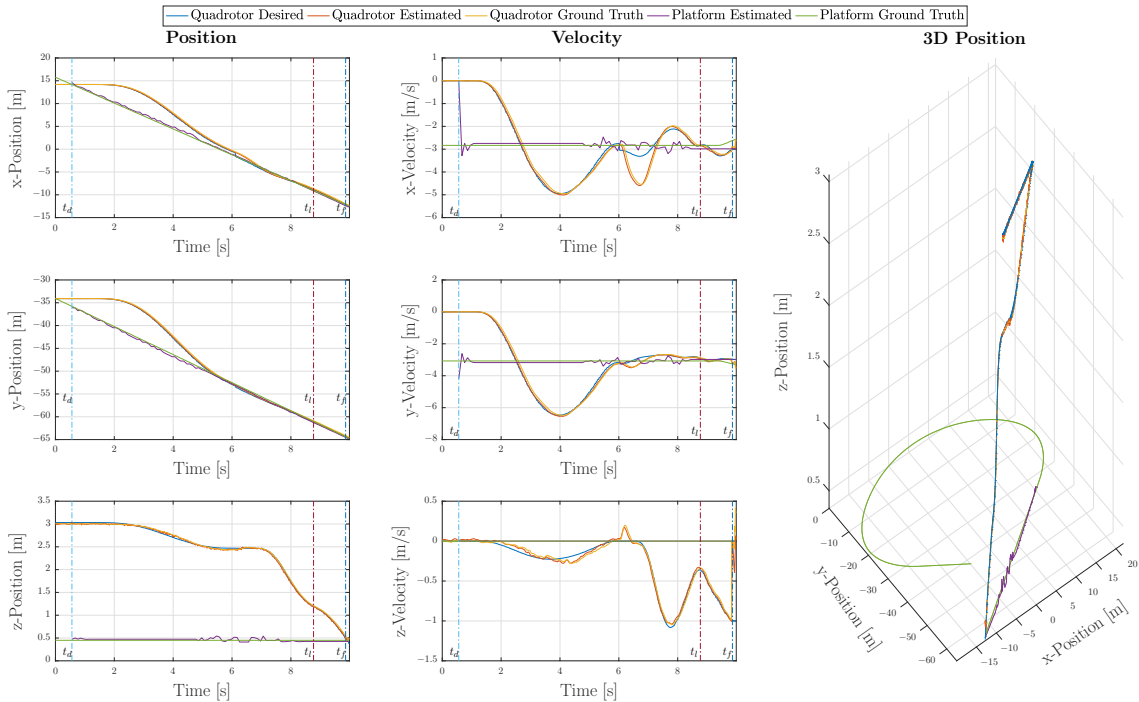 Quadrotor Desired Quadrotor Estimated Quadrotor Ground Truth Platform Estimated Platform Ground Truth
Position
x-Position [m]
20
15
10
5
0
−5
−10
−15
t_d
t_l
t_f
0 2 4 6 8
Time [s]
y-Position [m]
−30
−35
−40
−45
−50
−55
−60
−65
t_d
t_l
t_f
0 2 4 6 8
Time [s]
z-Position [m]
3.5
3
2.5
2
1.5
1
0.5
0
t_d
t_l
t_f
0 2 4 6 8
Time [s]
Velocity
x-Velocity [m/s]
1
0
−1
−2
−3
−4
−5
−6
t_d
t_l
t_f
0 2 4 6 8
Time [s]
y-Velocity [m/s]
2
0
−2
−4
−6
−8
t_d
t_l
t_f
0 2 4 6 8
Time [s]
z-Velocity [m/s]
0.5
0
−0.5
−1
−1.5
t_d
t_l
t_f
0 2 4 6 8
Time [s]
3D Position
z-Position [m]
3
2.5
2
1.5
1
0.5
y-Position [m]
0
−10
−20
−30
−40
−50
−60
x-Position [m]
−15
−10
−5
0
5
10
15
20